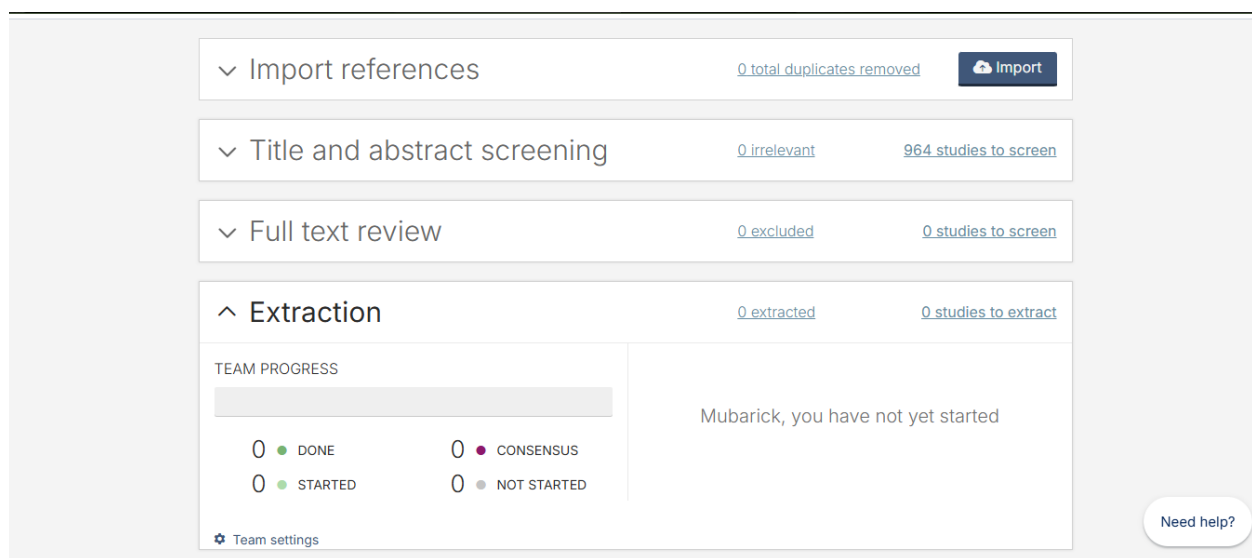 Import references 0 total duplicates removed Import
Title and abstract screening 0 irrelevant 964 studies to screen
Full text review 0 excluded 0 studies to screen
Extraction 0 extracted 0 studies to extract
TEAM PROGRESS
Mubarick, you have not yet started
0 DONE 0 CONSENSUS
0 STARTED 0 NOT STARTED
Need help?
Team settings